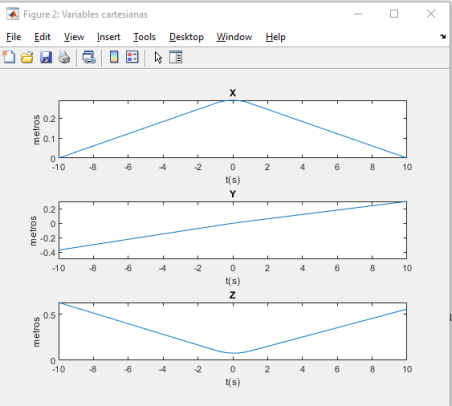 Figure 2: Variables cartesianas
File Edit View Insert Tools Desktop Window Help
X
metros
0.2
0.1
0
-10 -8 -6 -4 -2 0 2 4 6 8 10
t(s)
Y
metros
0.2
0
-0.2
-0.4
-10 -8 -6 -4 -2 0 2 4 6 8 10
t(s)
Z
metros
0.5
0
-10 -8 -6 -4 -2 0 2 4 6 8 10
t(s)